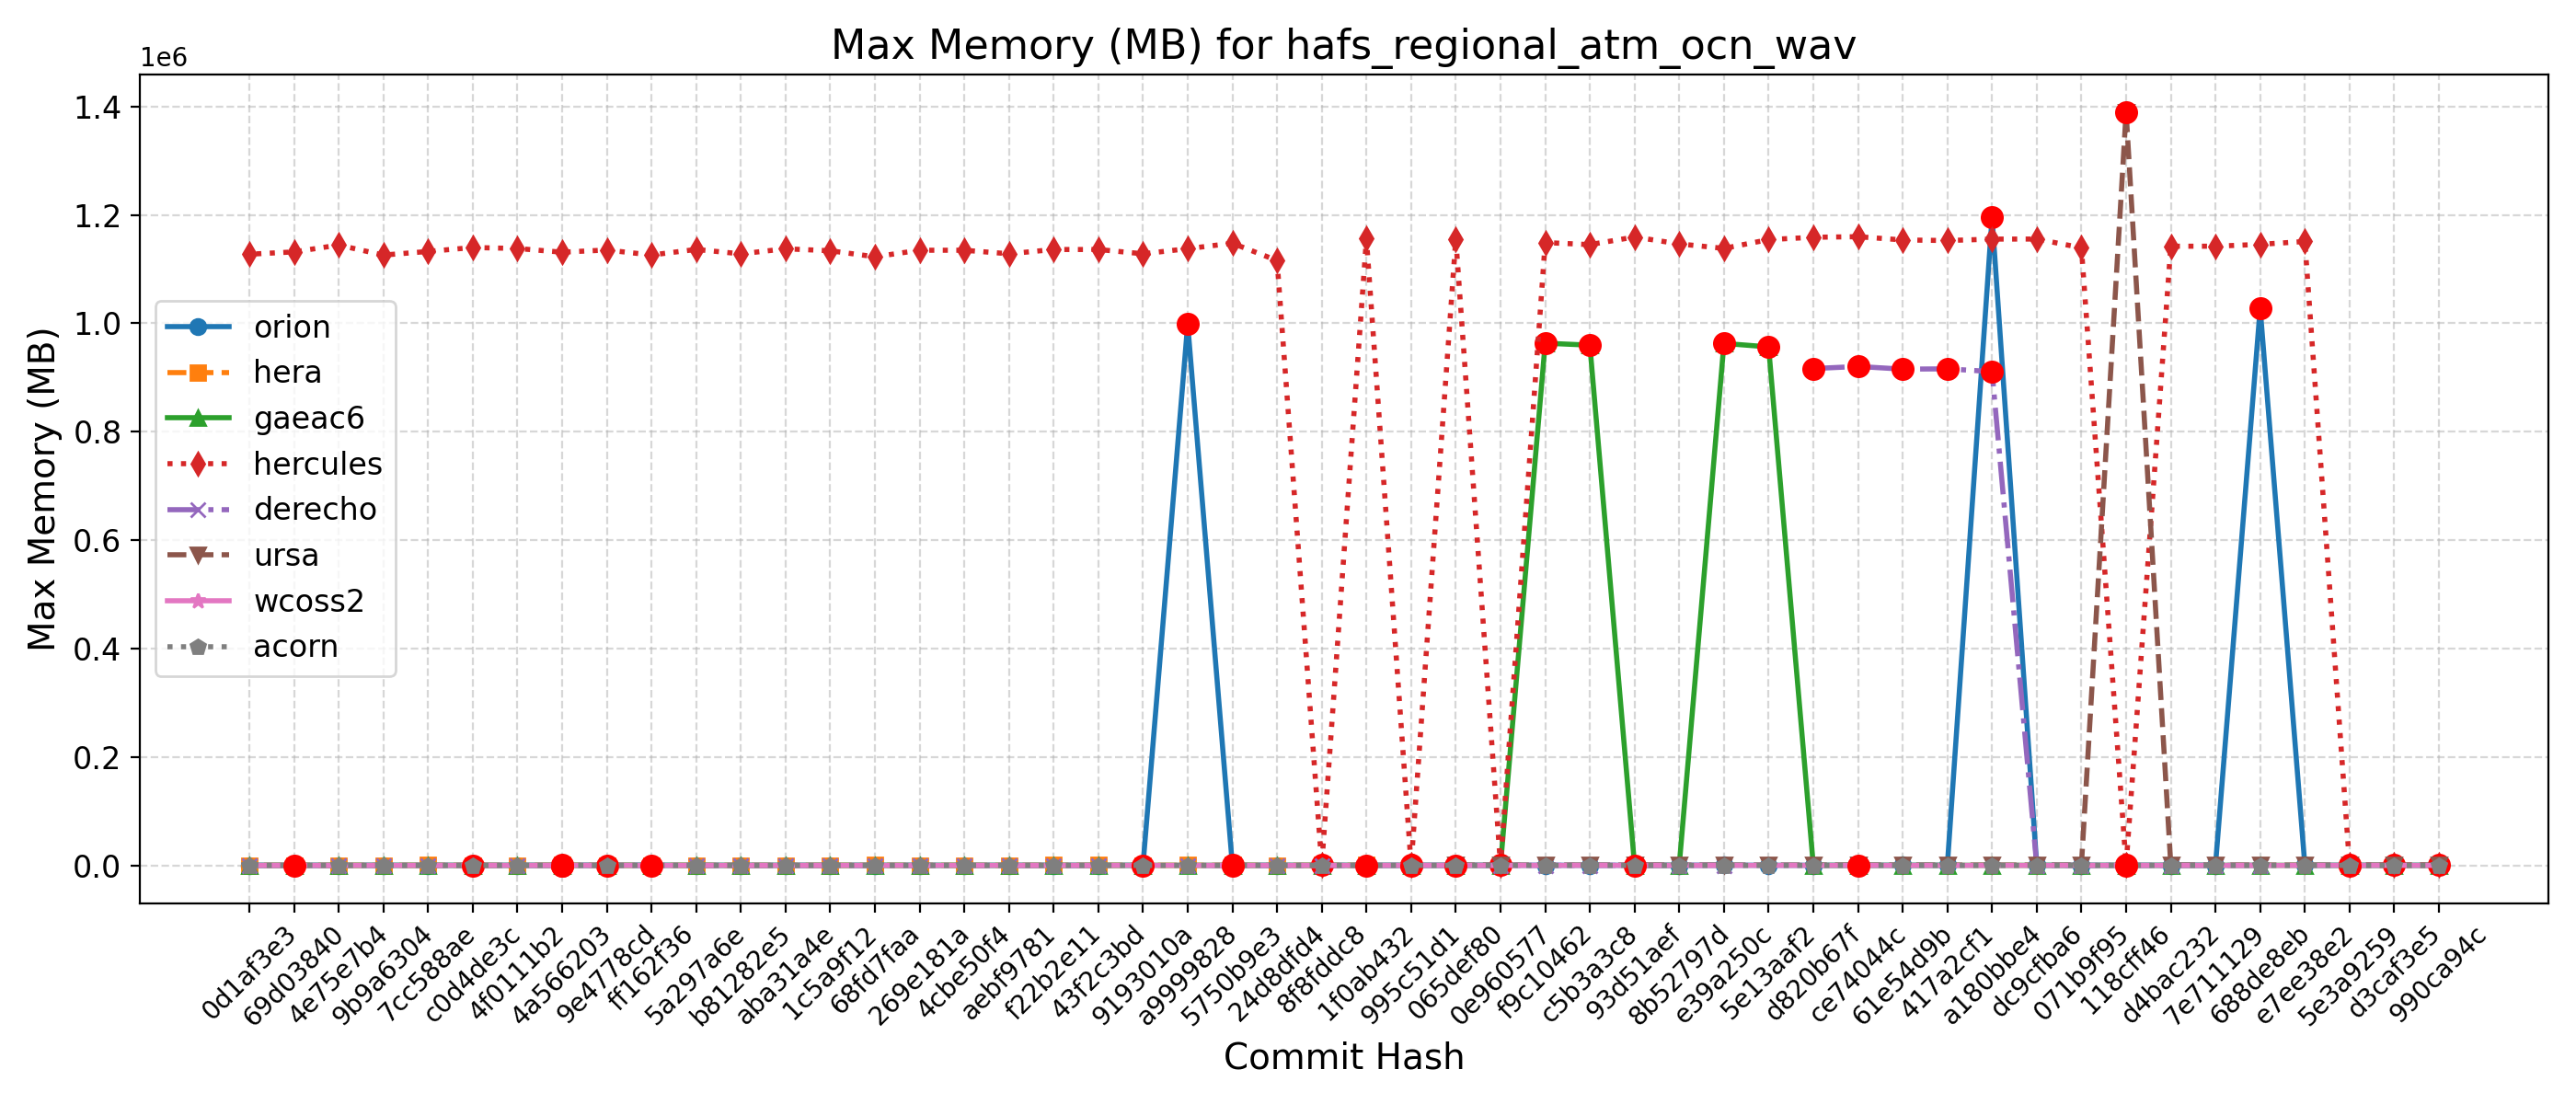 Max Memory (MB) for hafs_regional_atm_ocn_wav
1e6
1.4
1.2
1.0
0.8
0.6
0.4
0.2
0.0
Max Memory (MB)
orion
hera
gaeac6
hercules
derecho
ursa
wcoss2
acorn
0d1af3e3
69d03840
4e75e7b4
9b9a6304
7cc588ae
c0d4de3c
4f0111b2
4a566203
9e4778cd
ff162f36
5a297a6e
b81282e5
aba31a4e
1c5a9f12
68fd7faa
269e181a
4cbe50f4
aebf9781
f22b2e11
43f2c3bd
9193010a
a9999828
5750b9e3
24d8dfd4
8f8fddc8
1f0ab432
995c51d1
065def80
0e960577
f9c10462
c5b3a3c8
93d51aef
8b52797d
e39a250c
5e13aaf2
d820b67f
ce74044c
61e54d9b
417a2cf1
a180bbe4
dc9cfba6
071b9f95
118cff46
d4bac232
7e711129
688de8eb
e7ee38e2
5e3a9259
d3caf3e5
990ca94c
Commit Hash